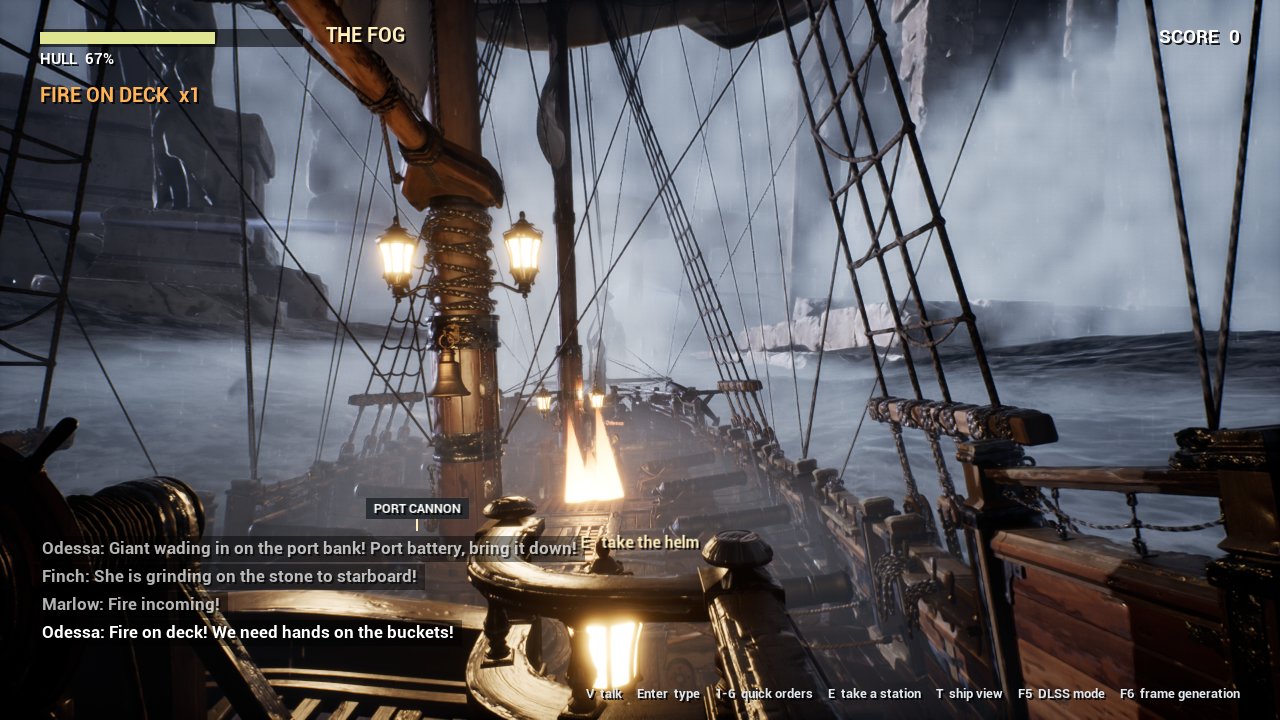 THE FOG
SCORE 0
HULL 67%
FIRE ON DECK x1
PORT CANNON
Odessa: Giant wading in on the port bank! Port battery, bring it down!
E take the helm
Finch: She is grinding on the stone to starboard!
Marlow: Fire incoming!
Odessa: Fire on deck! We need hands on the buckets!
V talk Enter type 1-6 quick orders E take a station T ship view F5 DLSS mode F6 frame generation